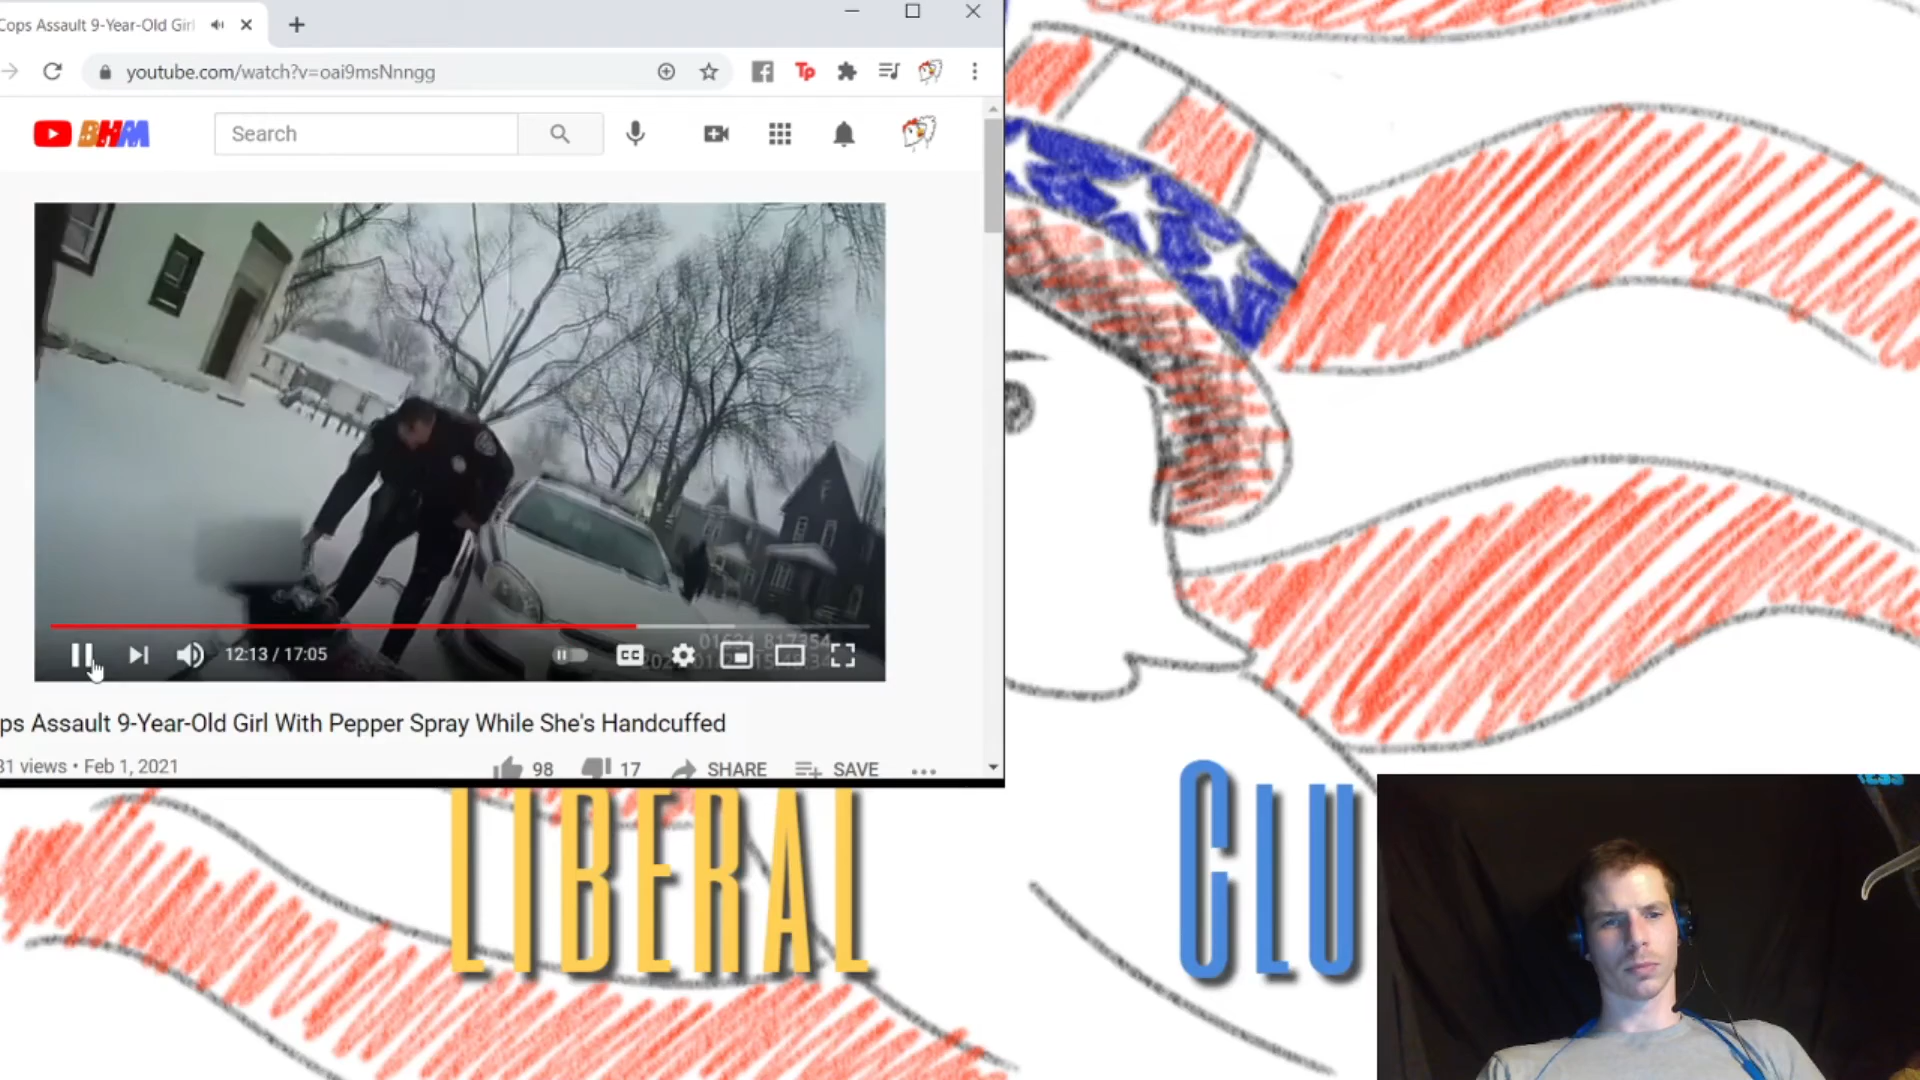 Cops Assault 9-Year-Old Girl
youtube.com/watch?v=oai9msNnngg
Tp
BHM
Search
12:13 / 17:05
CC
ps Assault 9-Year-Old Girl With Pepper Spray While She's Handcuffed
31 views • Feb 1, 2021
98
17
SHARE
SAVE
LIBERAL
CLU